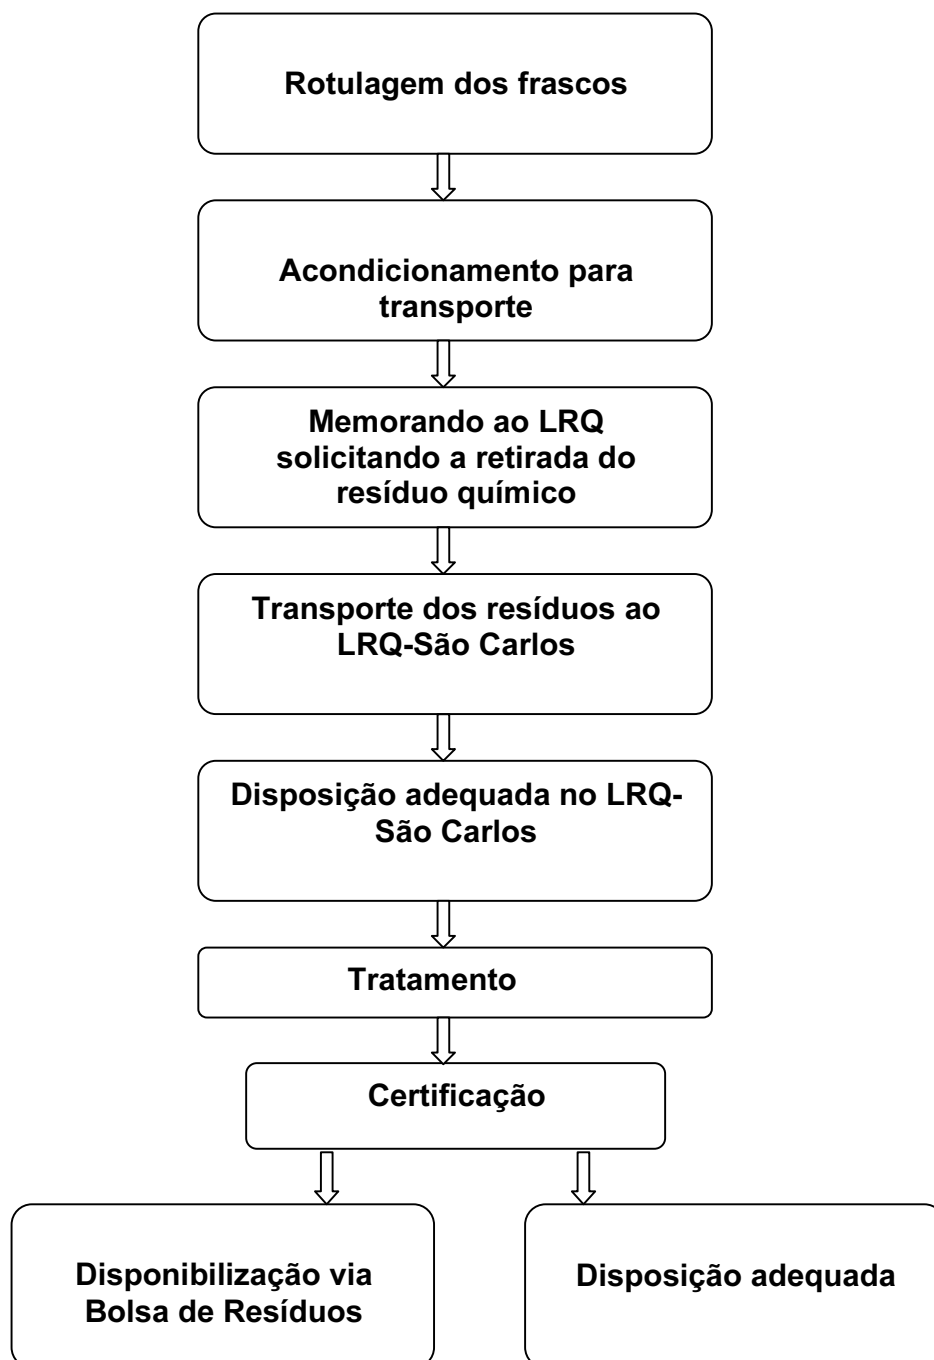 Rotulagem dos frascos
Acondicionamento para
transporte
Memorando ao LRQ
solicitando a retirada do
resíduo químico
Transporte dos resíduos ao
LRQ-São Carlos
Disposição adequada no LRQ-
São Carlos
Tratamento
Certificação
Disponibilização via
Bolsa de Resíduos
Disposição adequada